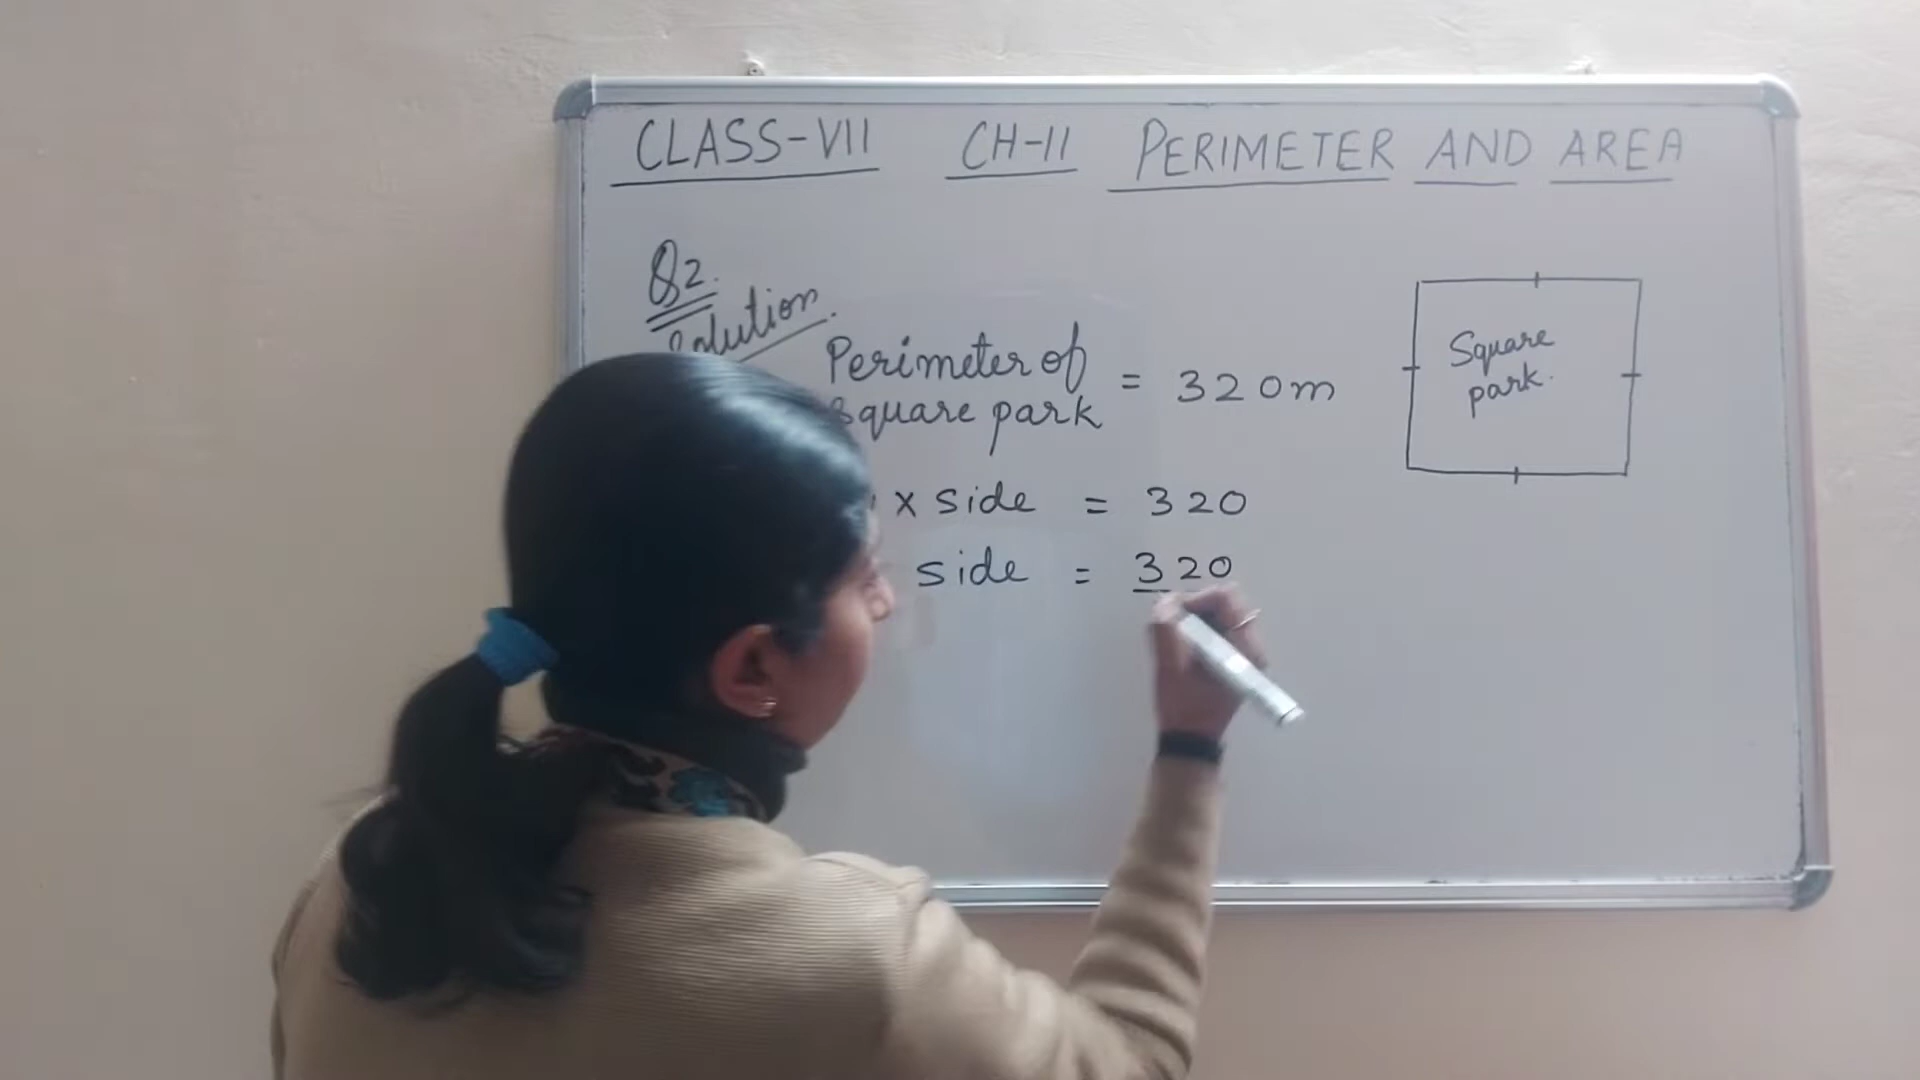 CLASS-VII CH-11 PERIMETER AND AREA
Q2.
Solution.
Perimeter of
square park = 320m
x side = 320
side = 320
Square
park.